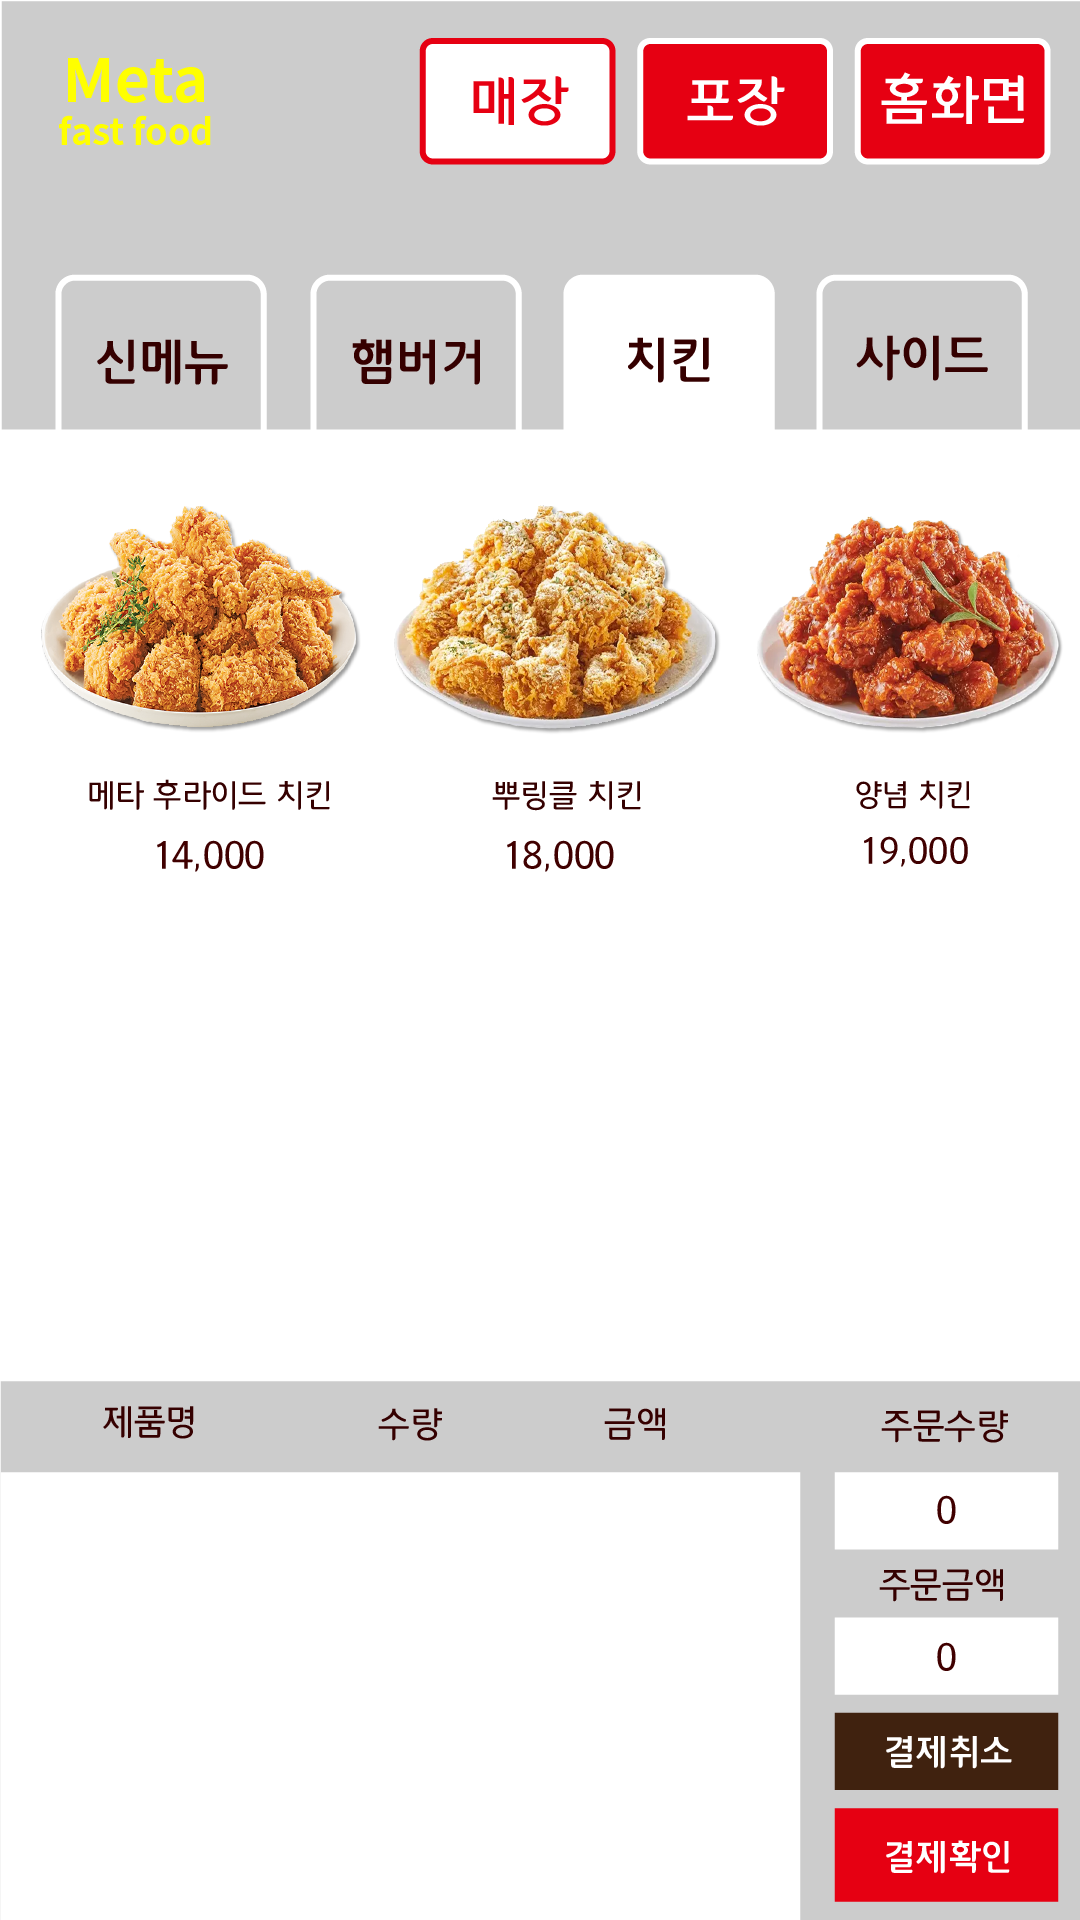 Meta
fast food
매장
포장
홈화면
신메뉴
햄버거
치킨
사이드
메타 후라이드 치킨
14,000
뿌링클 치킨
18,000
양념 치킨
19,000
제품명
수량
금액
주문수량
0
주문금액
0
결제취소
결제확인